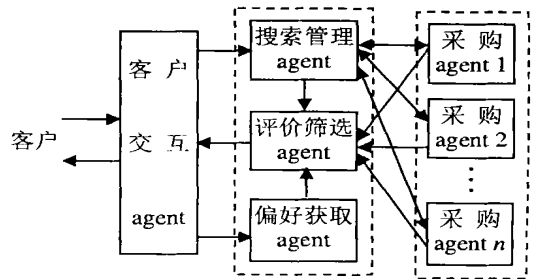 客户
客户
交互
agent
搜索管理
agent
评价筛选
agent
偏好获取
agent
采购
agent 1
采购
agent 2
⋮
采购
agent n